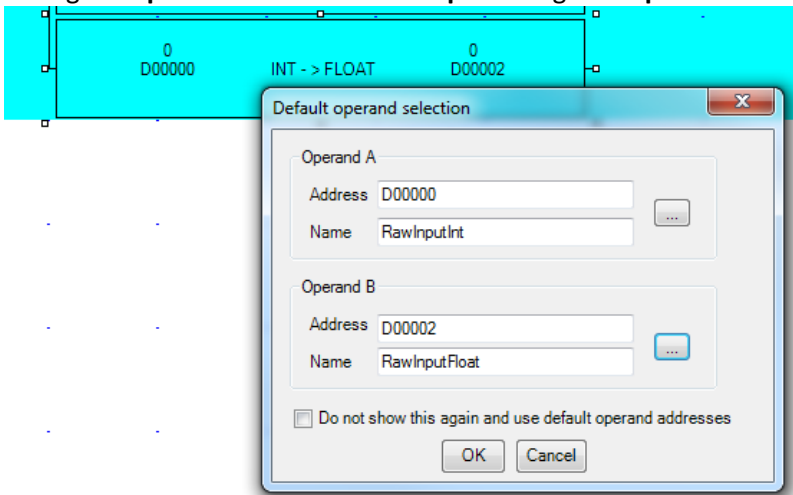 0 0
D00000 INT - > FLOAT D00002
Default operand selection
Operand A
Address D00000
...
Name RawInputInt
Operand B
Address D00002
...
Name RawInputFloat
Do not show this again and use default operand addresses
OK Cancel